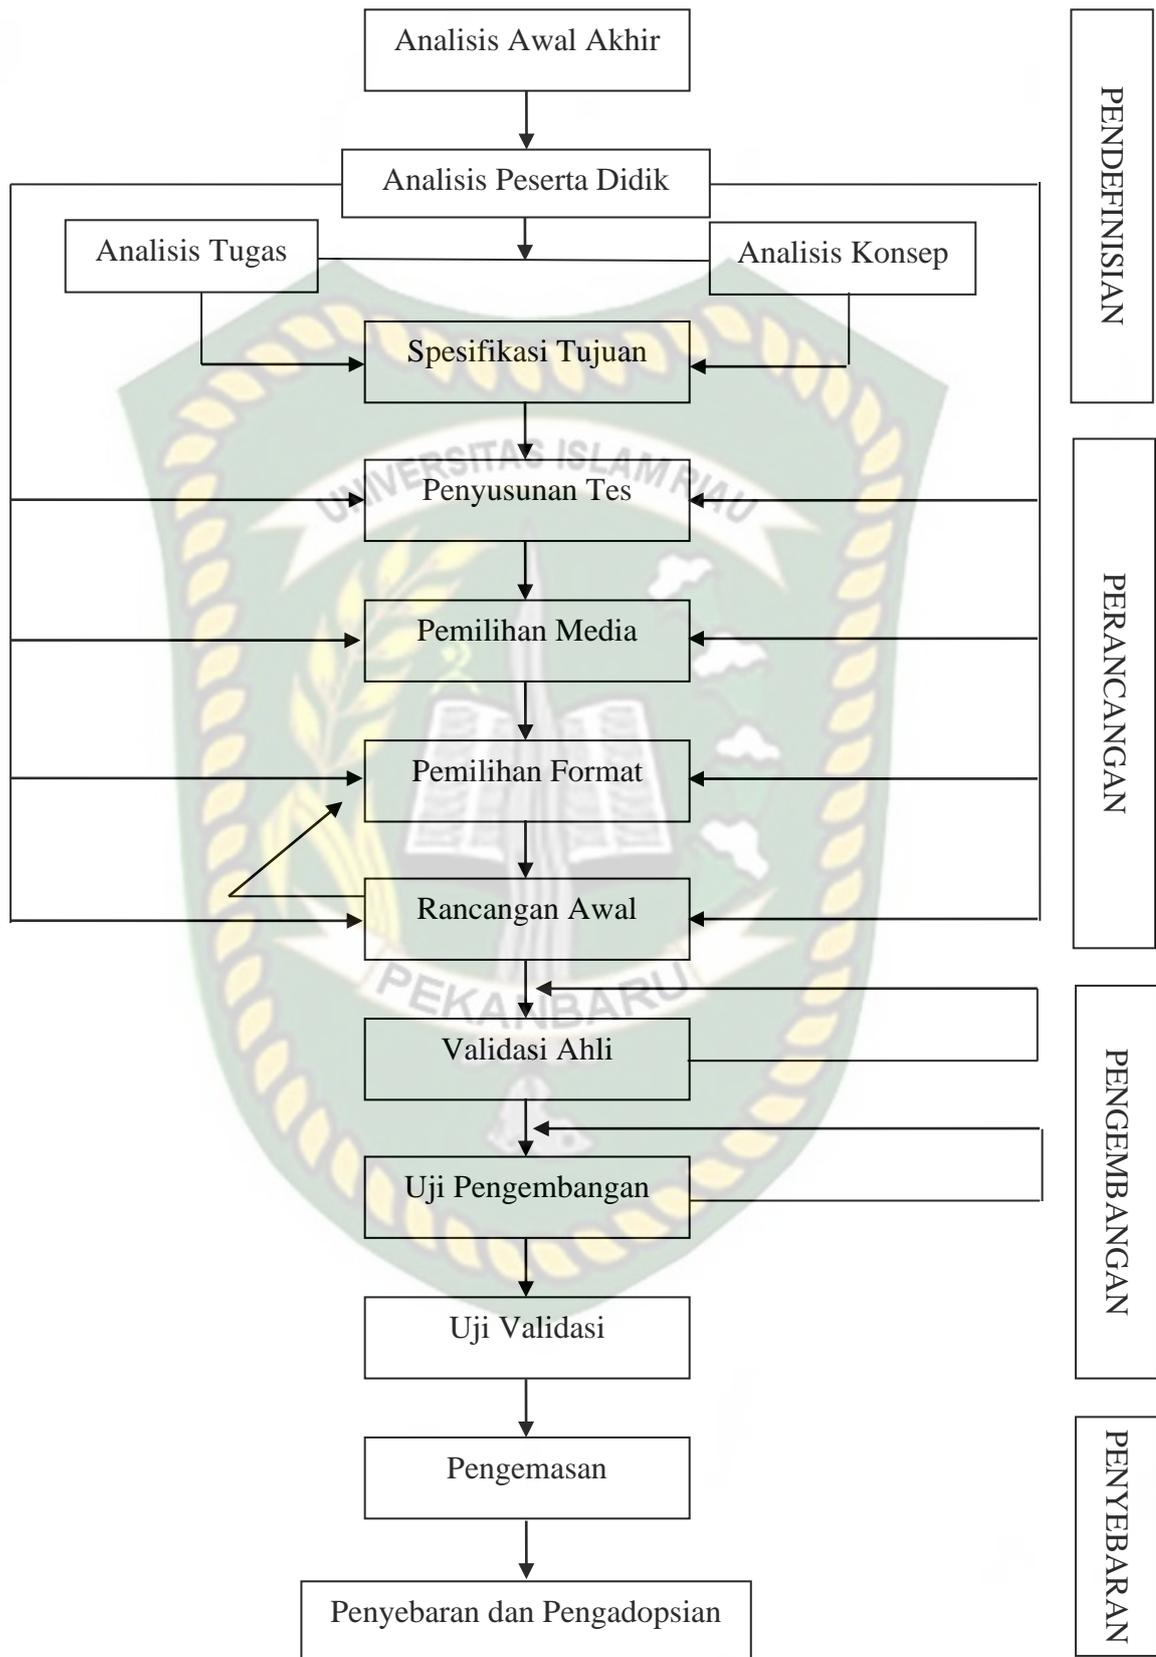 Analisis Awal Akhir
Analisis Peserta Didik
Analisis Tugas
Analisis Konsep
Spesifikasi Tujuan
PENDEFINISIAN
UNIVERSITAS ISLAM RIAU
Penyusunan Tes
Pemilihan Media
Pemilihan Format
Rancangan Awal
PERANCANGAN
PEKANBARU
Validasi Ahli
Uji Pengembangan
Uji Validasi
PENGEMBANGAN
Pengemasan
Penyebaran dan Pengadopsian
PENYEBARAN